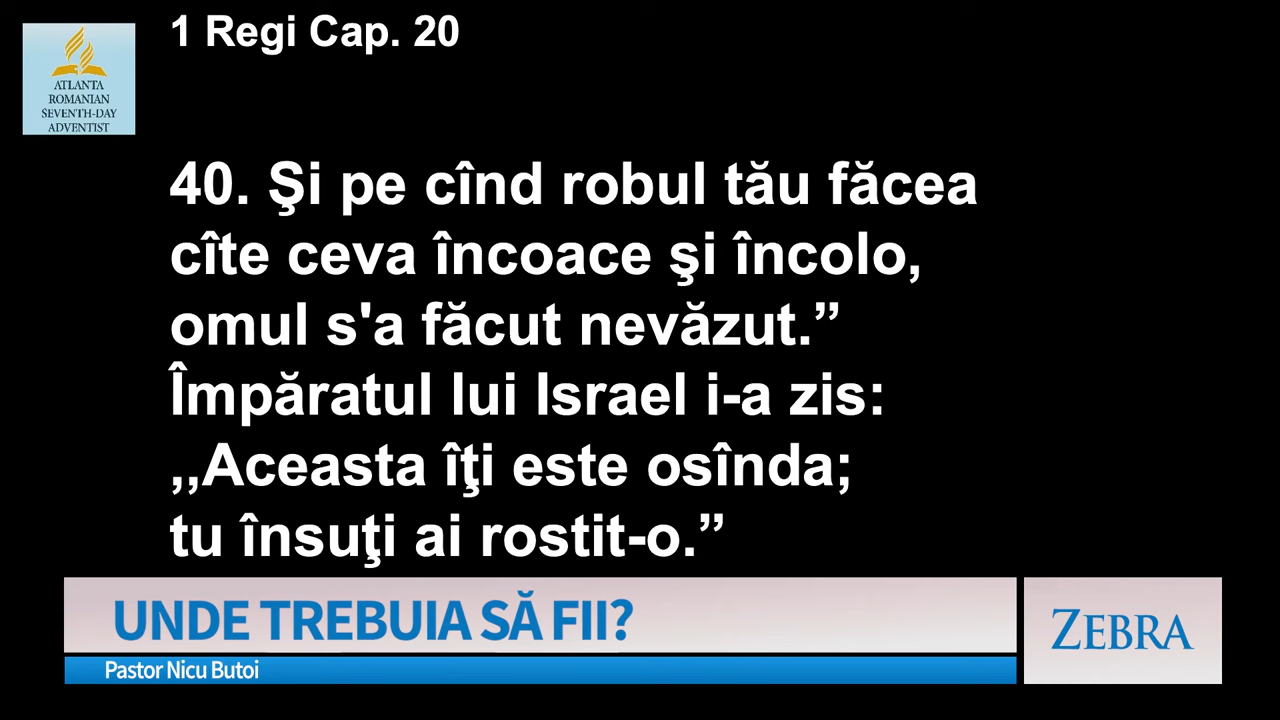 1 Regi Cap. 20
ATLANTA
ROMANIAN
SEVENTH-DAY
ADVENTIST
40. Şi pe cînd robul tău făcea
cîte ceva încoace şi încolo,
omul s'a făcut nevăzut.”
Împăratul lui Israel i-a zis:
,,Aceasta îţi este osînda;
tu însuţi ai rostit-o.”
UNDE TREBUIA SĂ FII?
ZEBRA
Pastor Nicu Butoi